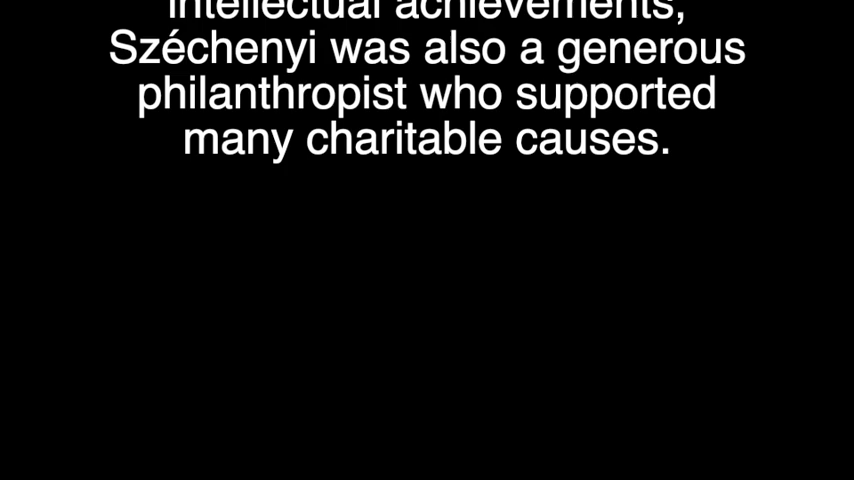 intellectual achievements,
Széchenyi was also a generous
philanthropist who supported
many charitable causes.